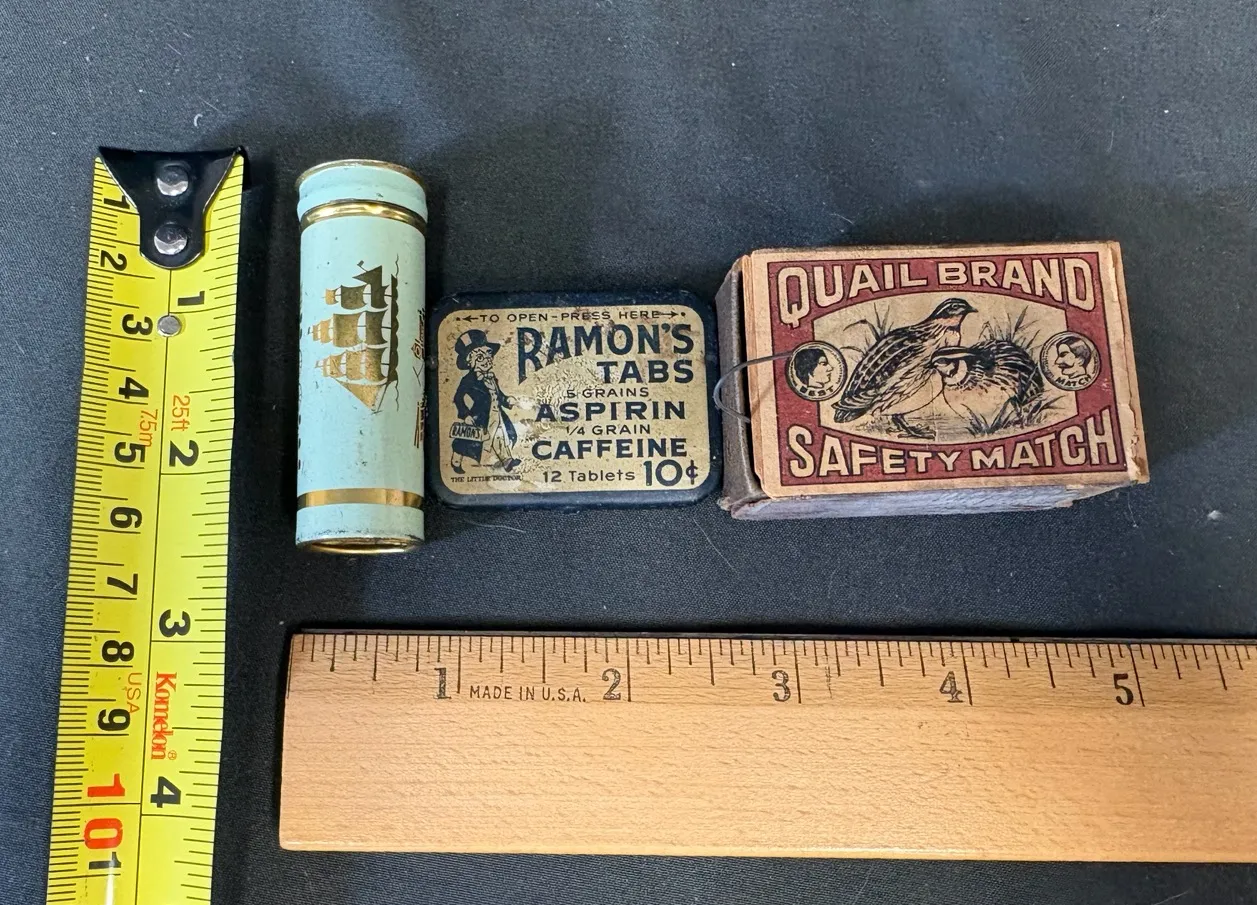 1
2
3
4
5
6
7
8
9
10
1
1
2
3
4
25ft
7.5m
USA
Komelon®
TO OPEN-PRESS HERE
RAMON'S
TABS
5 GRAINS
ASPIRIN
1/4 GRAIN
CAFFEINE
12 Tablets 10¢
RAMON'S
THE LITTLE DOCTOR
QUAIL BRAND
BEST
MATCH
SAFETY MATCH
1 2 3 4 5
MADE IN U.S.A.